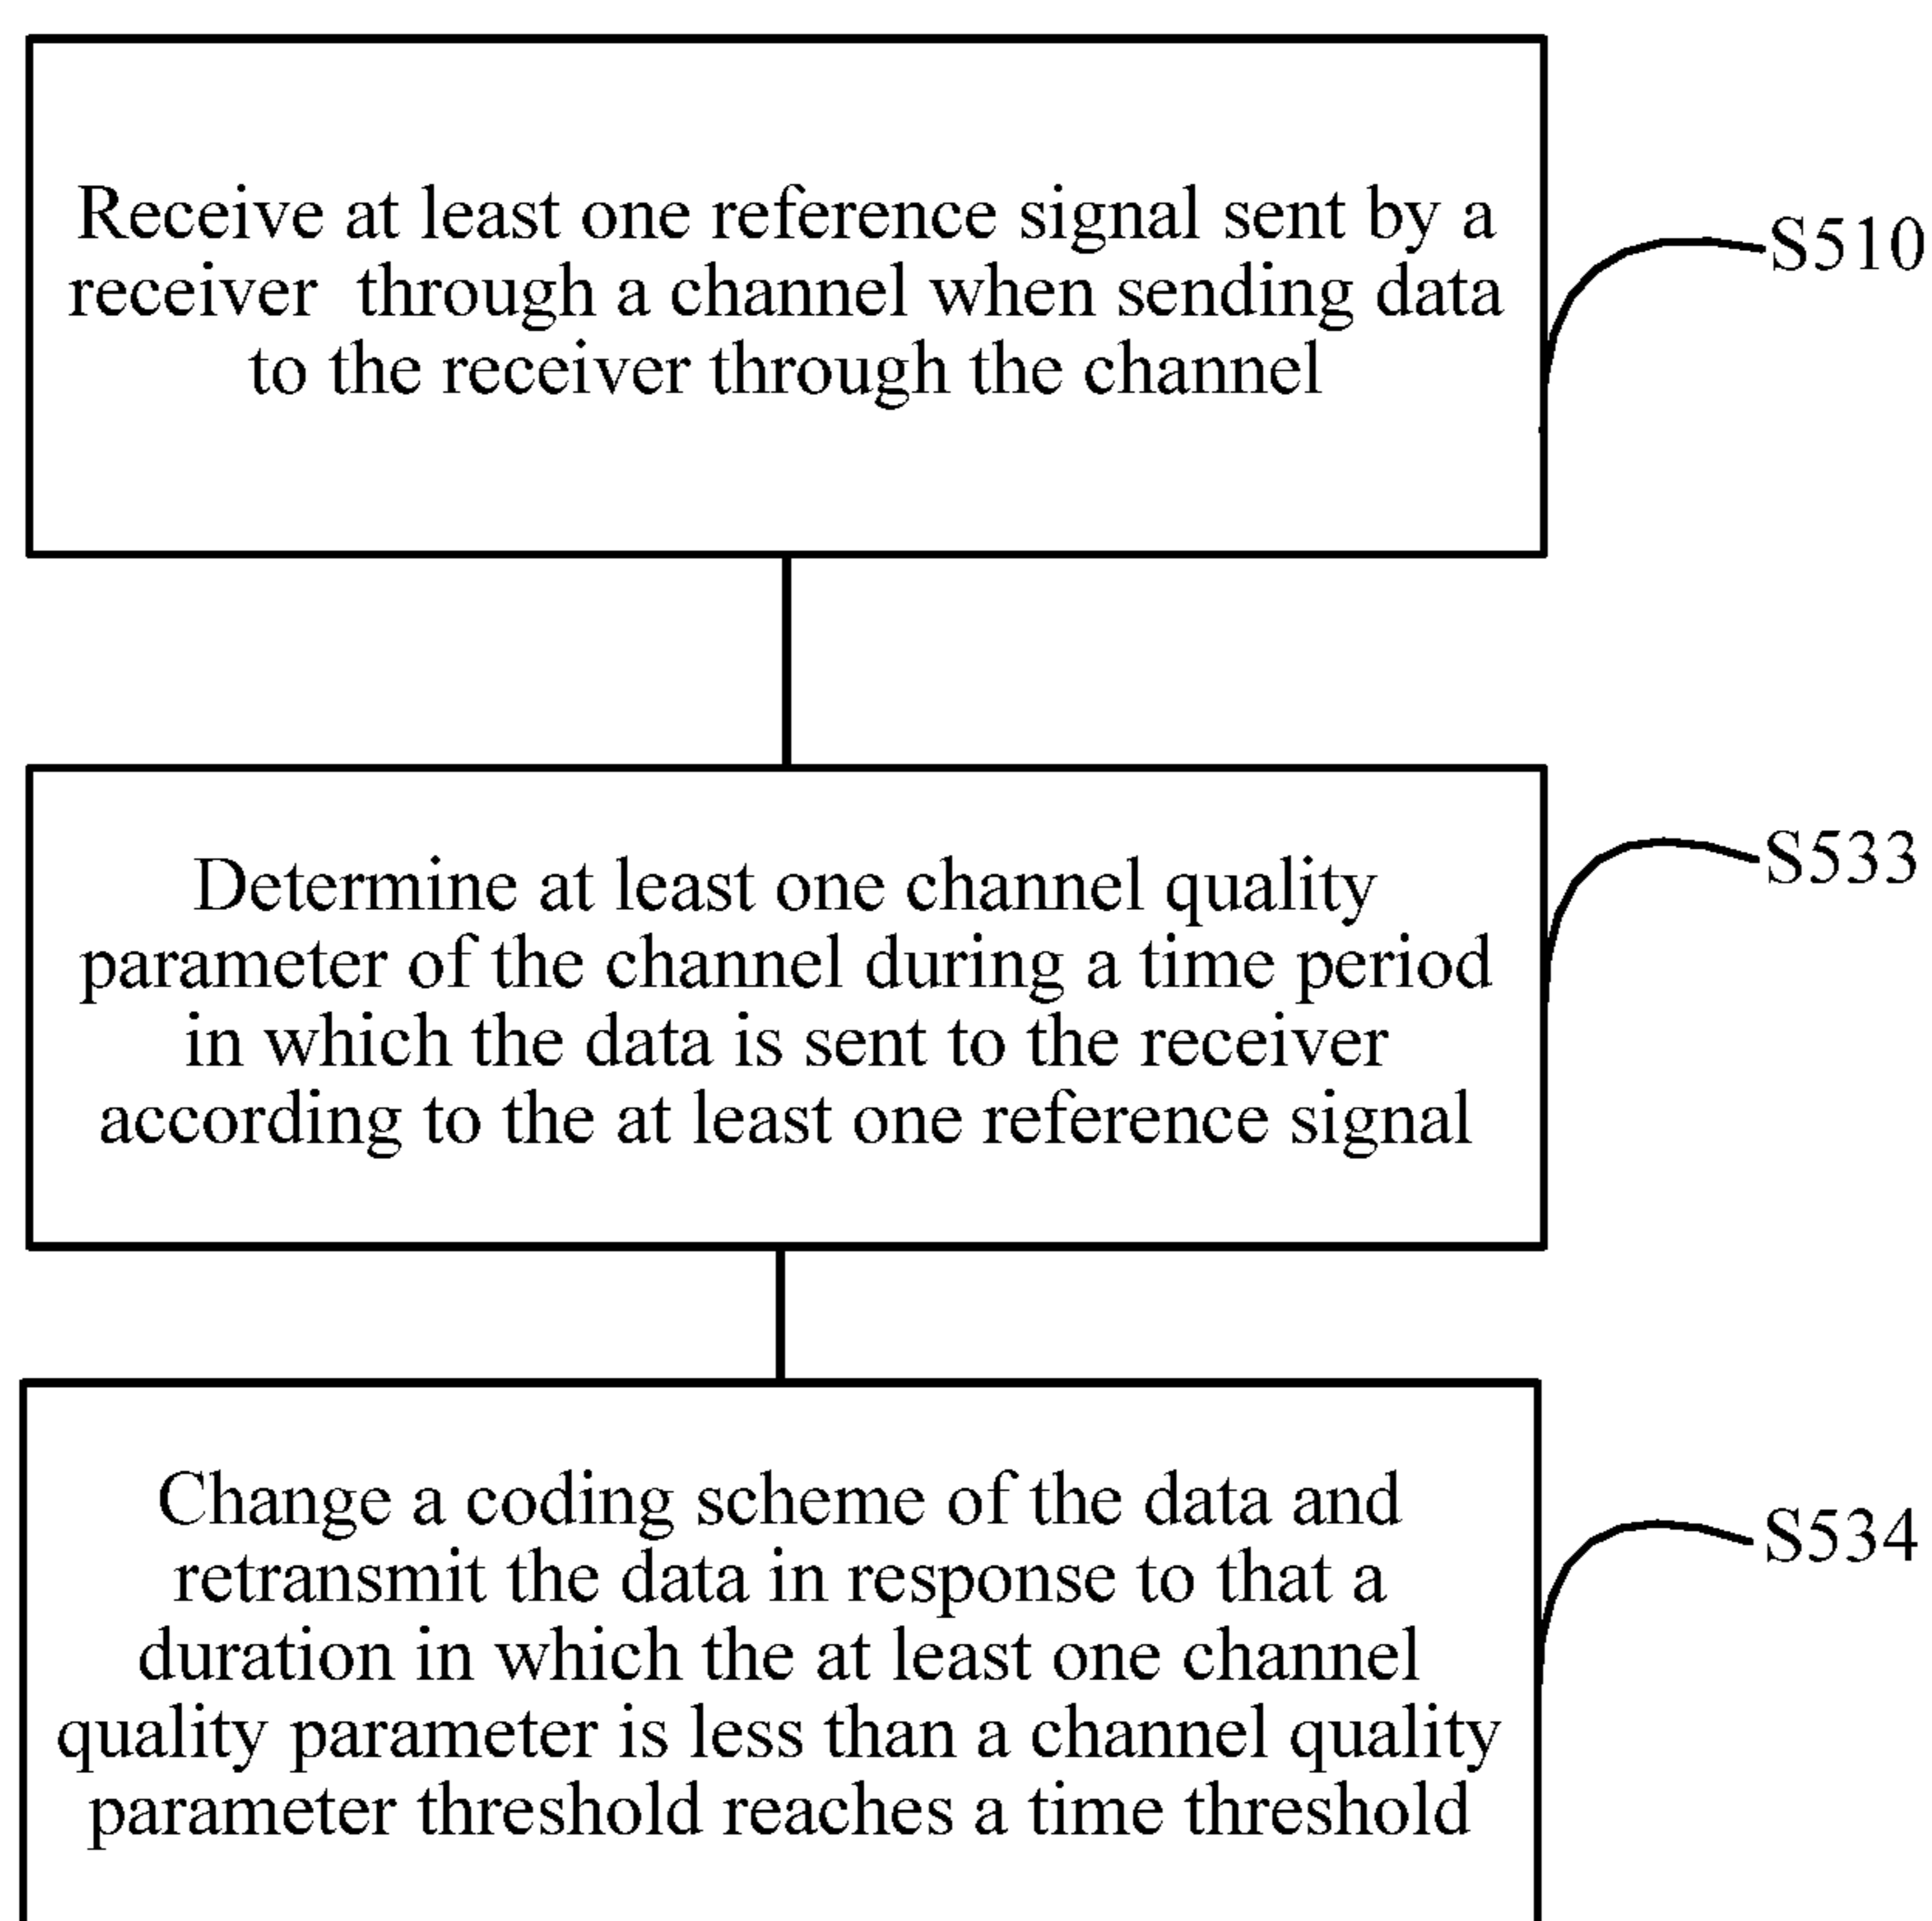 Receive at least one reference signal sent by a
receiver through a channel when sending data
to the receiver through the channel
S510
Determine at least one channel quality
parameter of the channel during a time period
in which the data is sent to the receiver
according to the at least one reference signal
S533
Change a coding scheme of the data and
retransmit the data in response to that a
duration in which the at least one channel
quality parameter is less than a channel quality
parameter threshold reaches a time threshold
S534